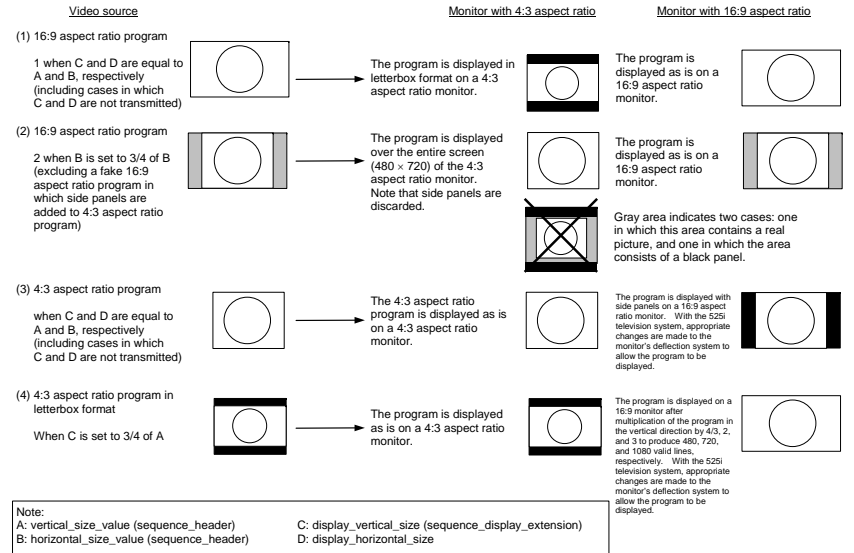 Video source
Monitor with 4:3 aspect ratio
Monitor with 16:9 aspect ratio
(1) 16:9 aspect ratio program
1 when C and D are equal to
A and B, respectively
(including cases in which
C and D are not transmitted)
The program is displayed in
letterbox format on a 4:3
aspect ratio monitor.
The program is
displayed as is on a
16:9 aspect ratio
monitor.
(2) 16:9 aspect ratio program
2 when B is set to 3/4 of B
(excluding a fake 16:9
aspect ratio program in
which side panels are
added to 4:3 aspect ratio
program)
The program is displayed
over the entire screen
(480 × 720) of the 4:3
aspect ratio monitor.
Note that side panels are
discarded.
The program is
displayed as is on a
16:9 aspect ratio
monitor.
Gray area indicates two cases: one
in which this area contains a real
picture, and one in which the area
consists of a black panel.
(3) 4:3 aspect ratio program
when C and D are equal to
A and B, respectively
(including cases in which
C and D are not transmitted)
The 4:3 aspect ratio
program is displayed as is
on a 4:3 aspect ratio
monitor.
The program is displayed with
side panels on a 16:9 aspect
ratio monitor. With the 525i
television system, appropriate
changes are made to the
monitor's deflection system to
allow the program to be
displayed.
(4) 4:3 aspect ratio program in
letterbox format
When C is set to 3/4 of A
The program is displayed
as is on a 4:3 aspect ratio
monitor.
The program is displayed on a
16:9 monitor after
multiplication of the program in
the vertical direction by 4/3, 2,
and 3 to produce 480, 720,
and 1080 valid lines,
respectively. With the 525i
television system, appropriate
changes are made to the
monitor's deflection system to
allow the program to be
displayed.
Note:
A: vertical_size_value (sequence_header)
C: display_vertical_size (sequence_display_extension)
B: horizontal_size_value (sequence_header)
D: display_horizontal_size